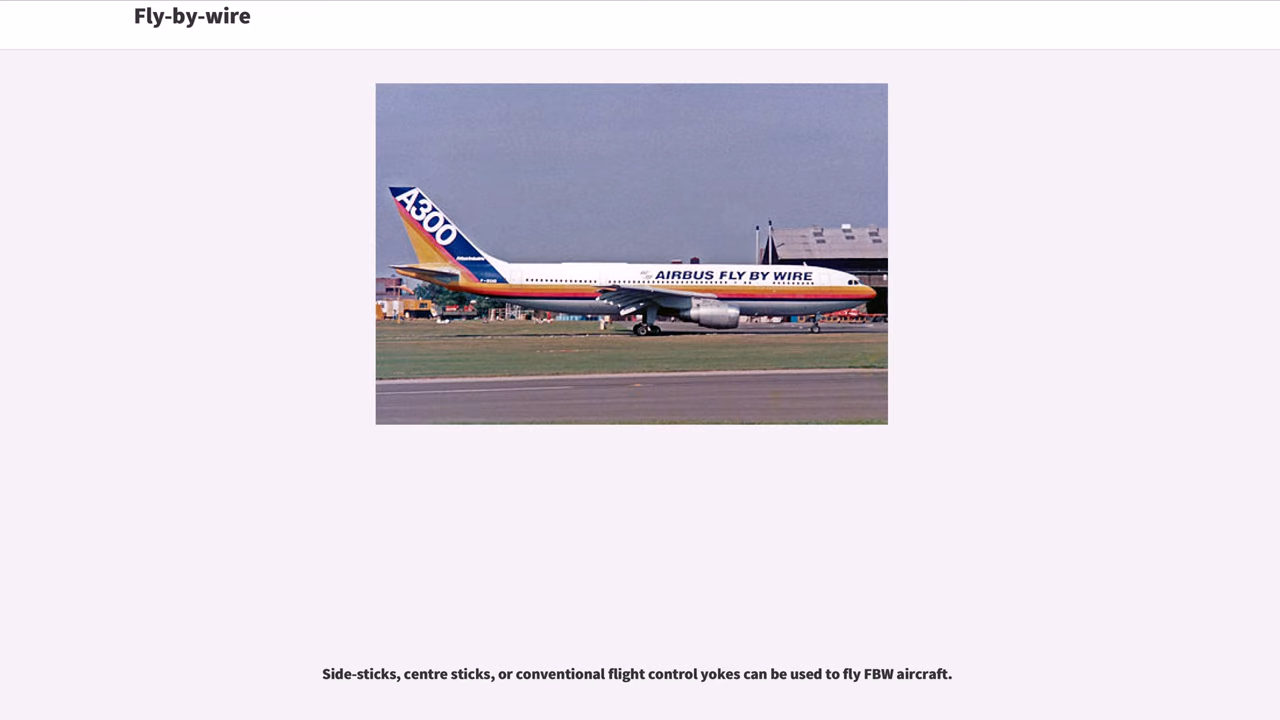 Fly-by-wire
A300
AIRBUS FLY BY WIRE
Side-sticks, centre sticks, or conventional flight control yokes can be used to fly FBW aircraft.